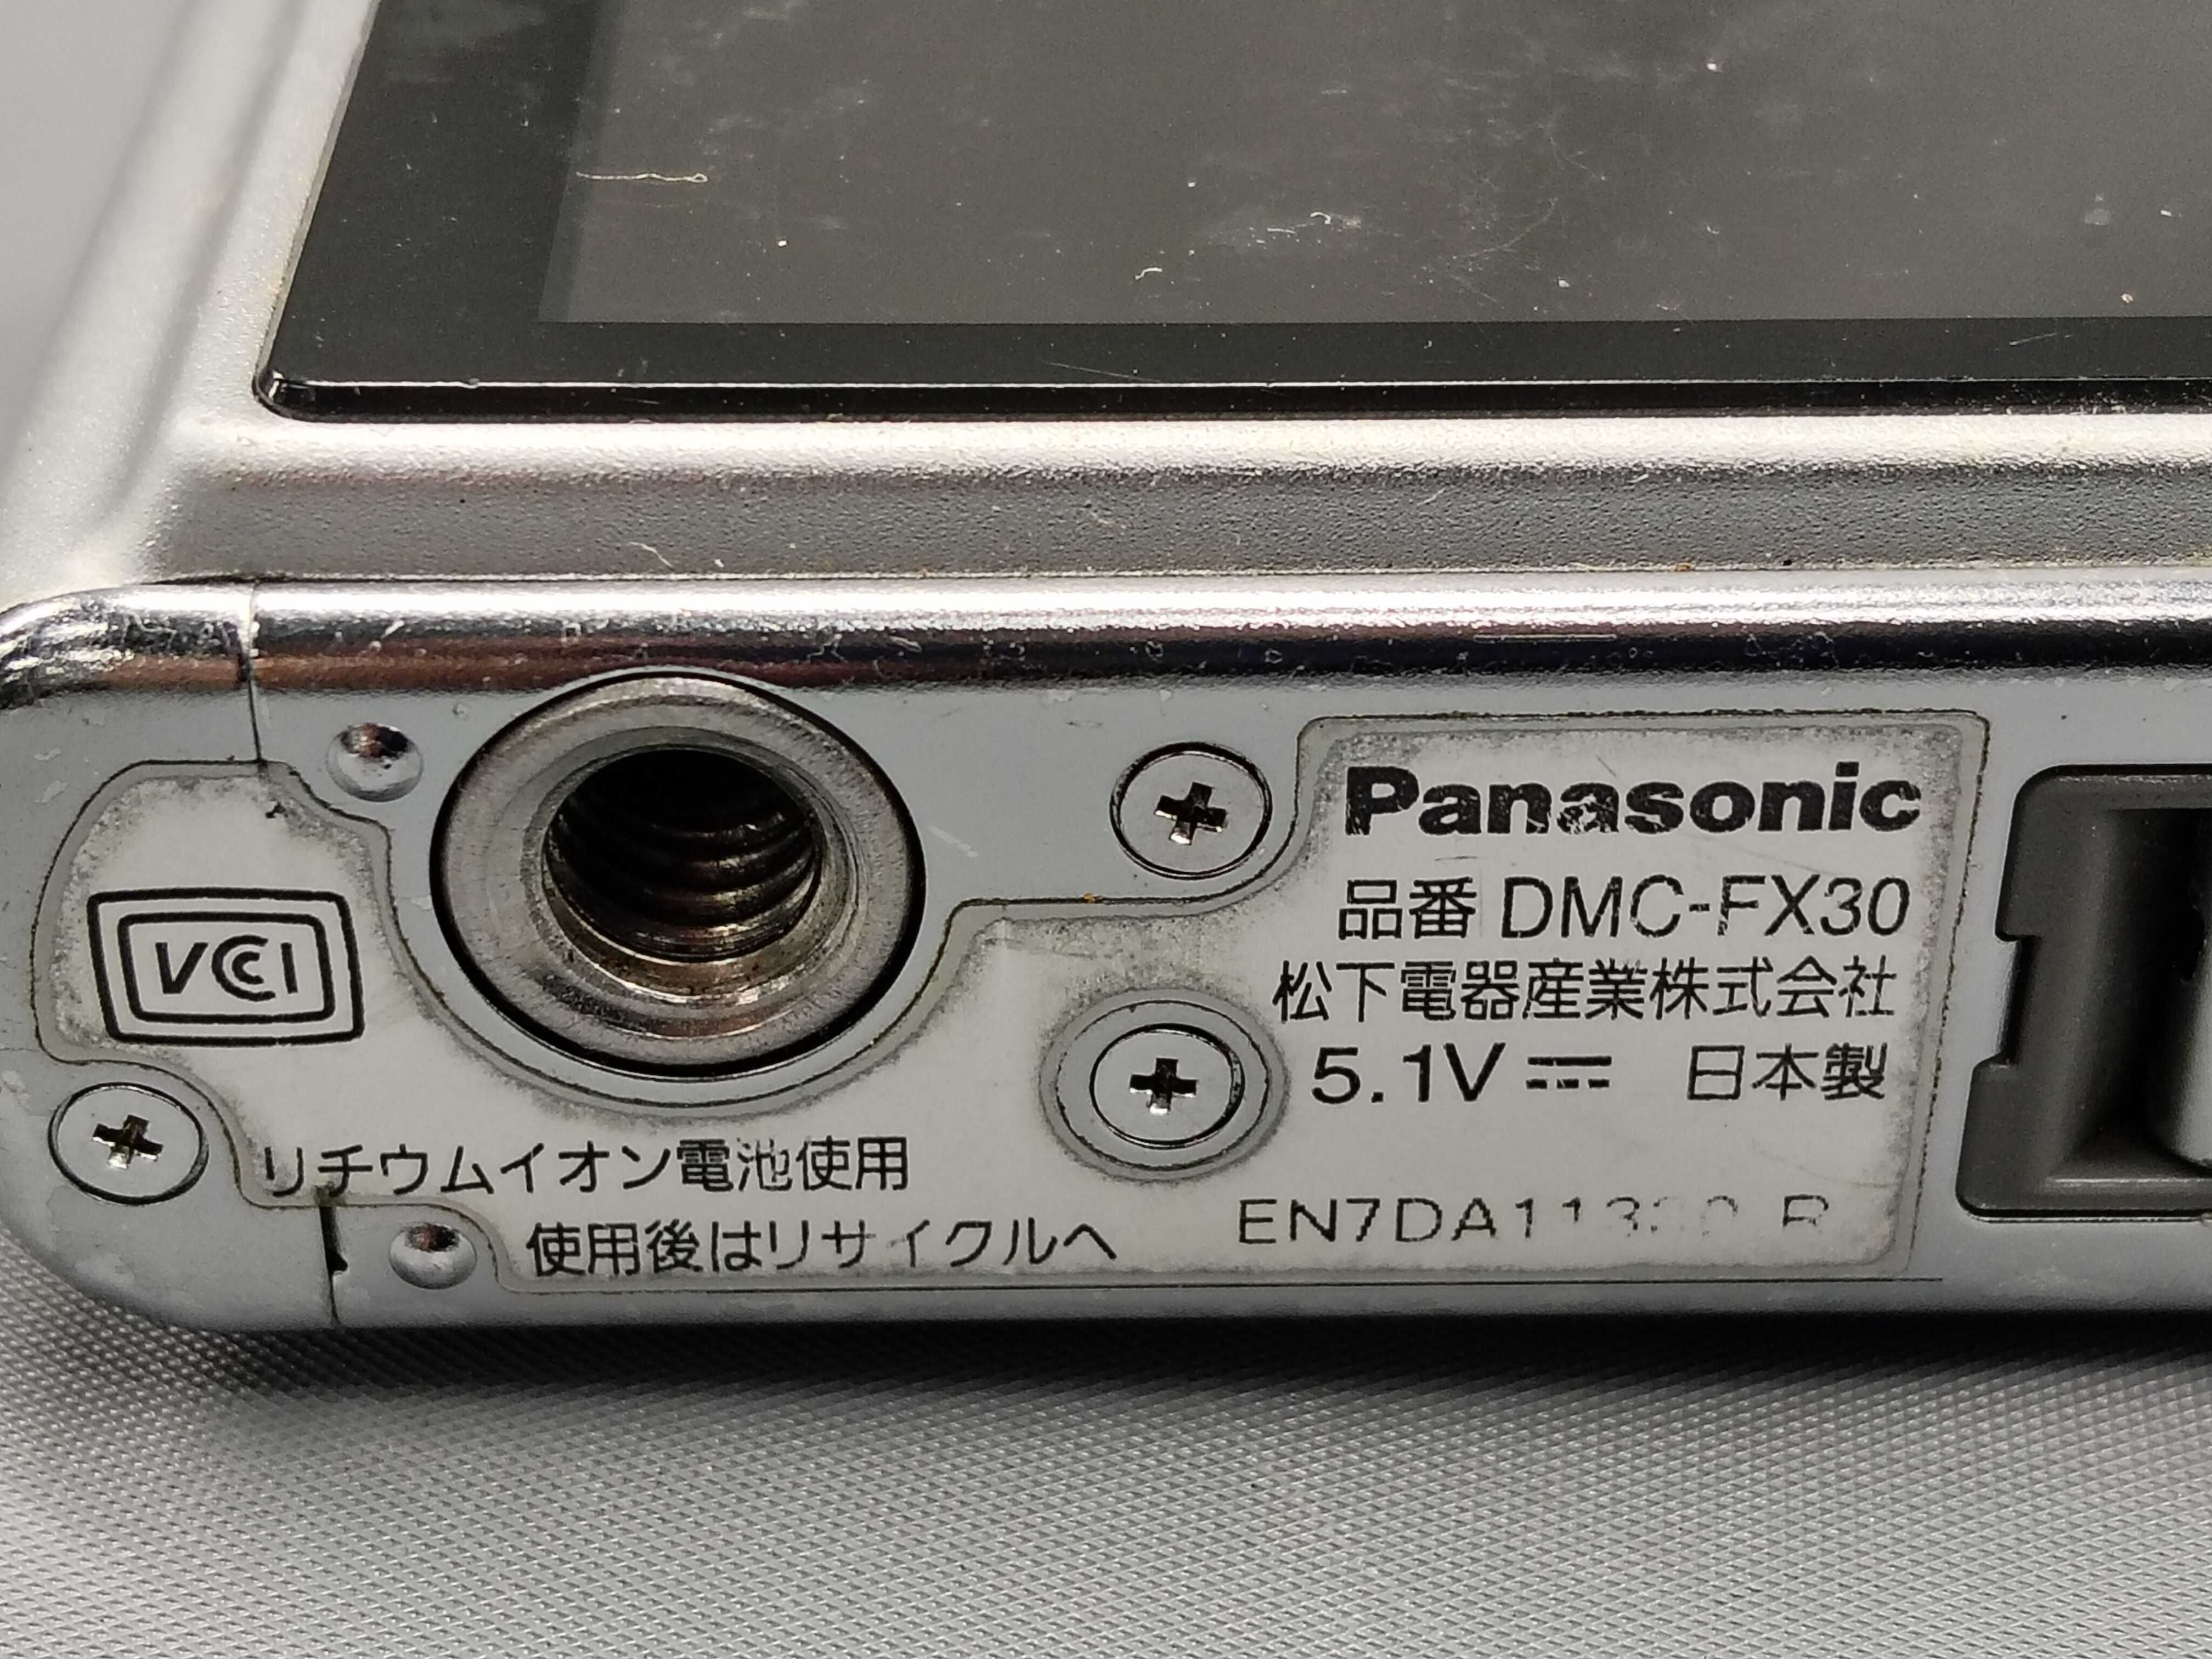 Panasonic
品番 DMC-FX30
松下電器産業株式会社
5.1V 日本製
VCCI
リチウムイオン電池使用
使用後はリサイクルへ